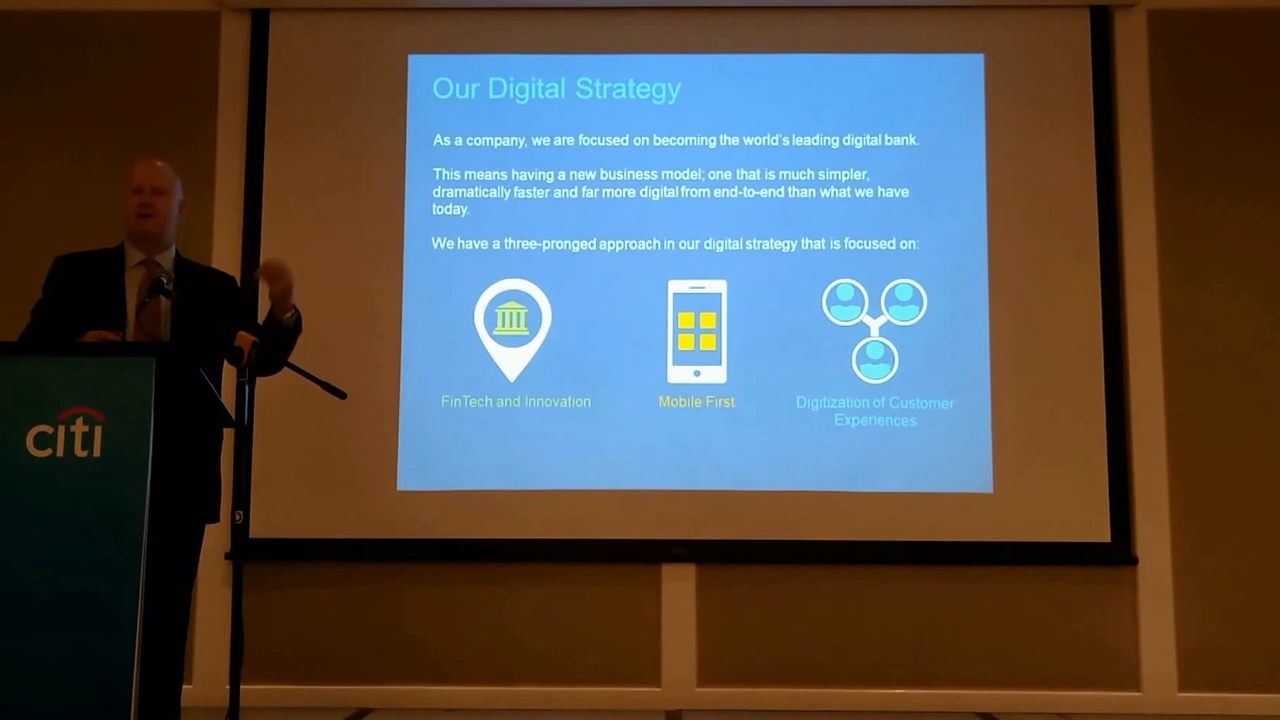 Our Digital Strategy
As a company, we are focused on becoming the world's leading digital bank.
This means having a new business model; one that is much simpler,
dramatically faster and far more digital from end-to-end than what we have
today.
We have a three-pronged approach in our digital strategy that is focused on:
FinTech and Innovation
Mobile First
Digitization of Customer
Experiences
citi